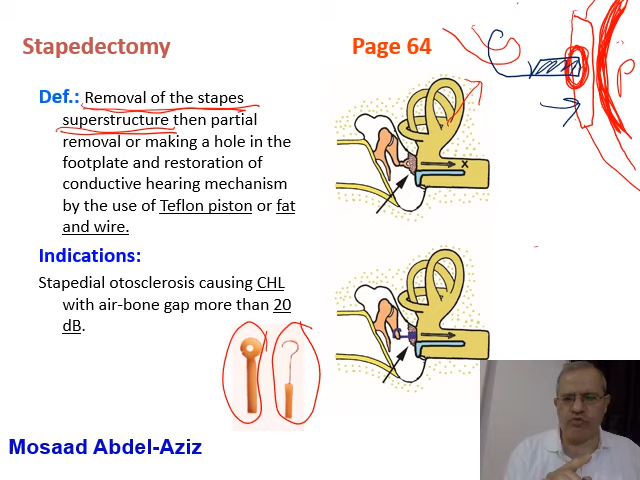 Stapedectomy
Page 64
Def.: Removal of the stapes
superstructure then partial
removal or making a hole in the
footplate and restoration of
conductive hearing mechanism
by the use of Teflon piston or fat
and wire.
Indications:
Stapedial otosclerosis causing CHL
with air-bone gap more than 20
dB.
x
Mosaad Abdel-Aziz